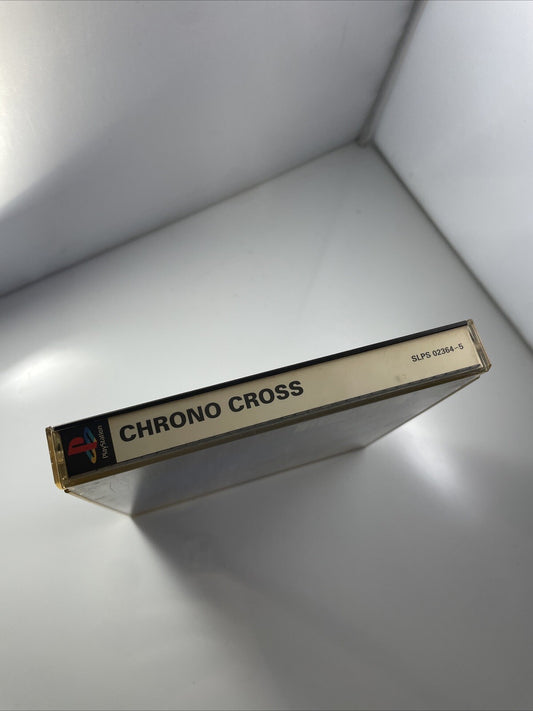 PlayStation
CHRONO CROSS
SLPS 02364-5